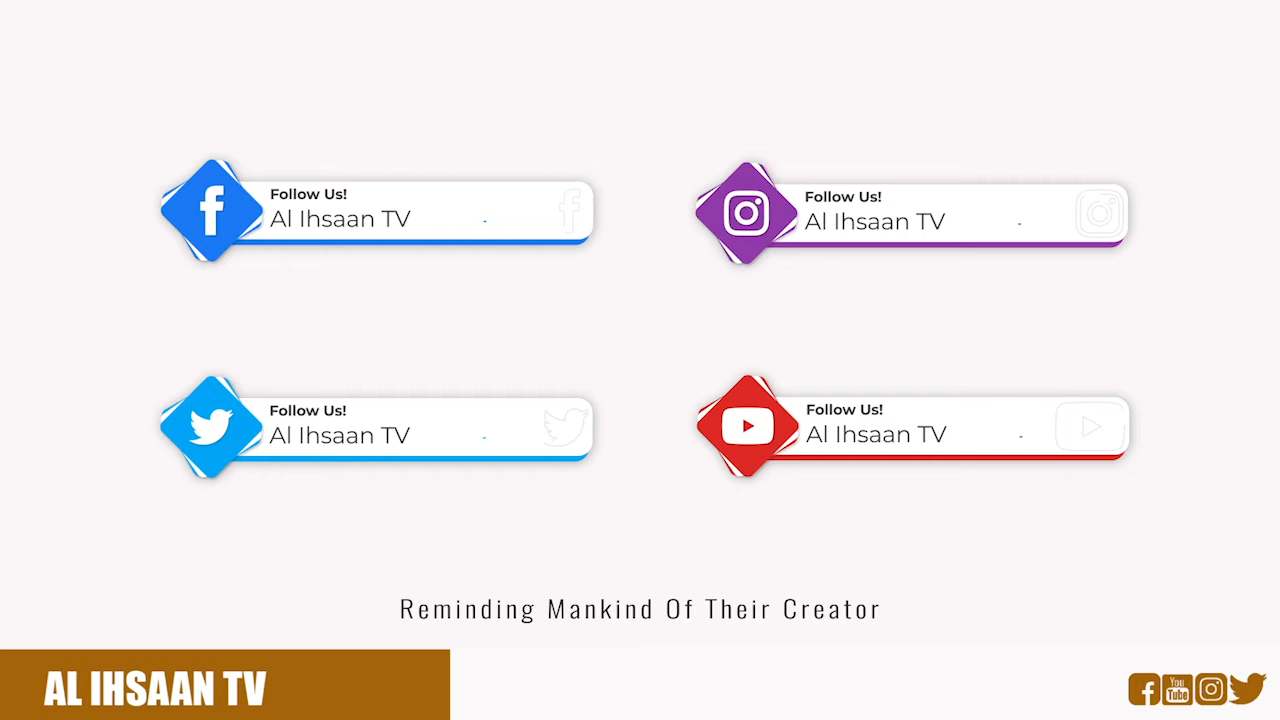 Follow Us!
Al Ihsaan TV
Follow Us!
Al Ihsaan TV
Follow Us!
Al Ihsaan TV
Follow Us!
Al Ihsaan TV
Reminding Mankind Of Their Creator
AL IHSAAN TV
You
Tube